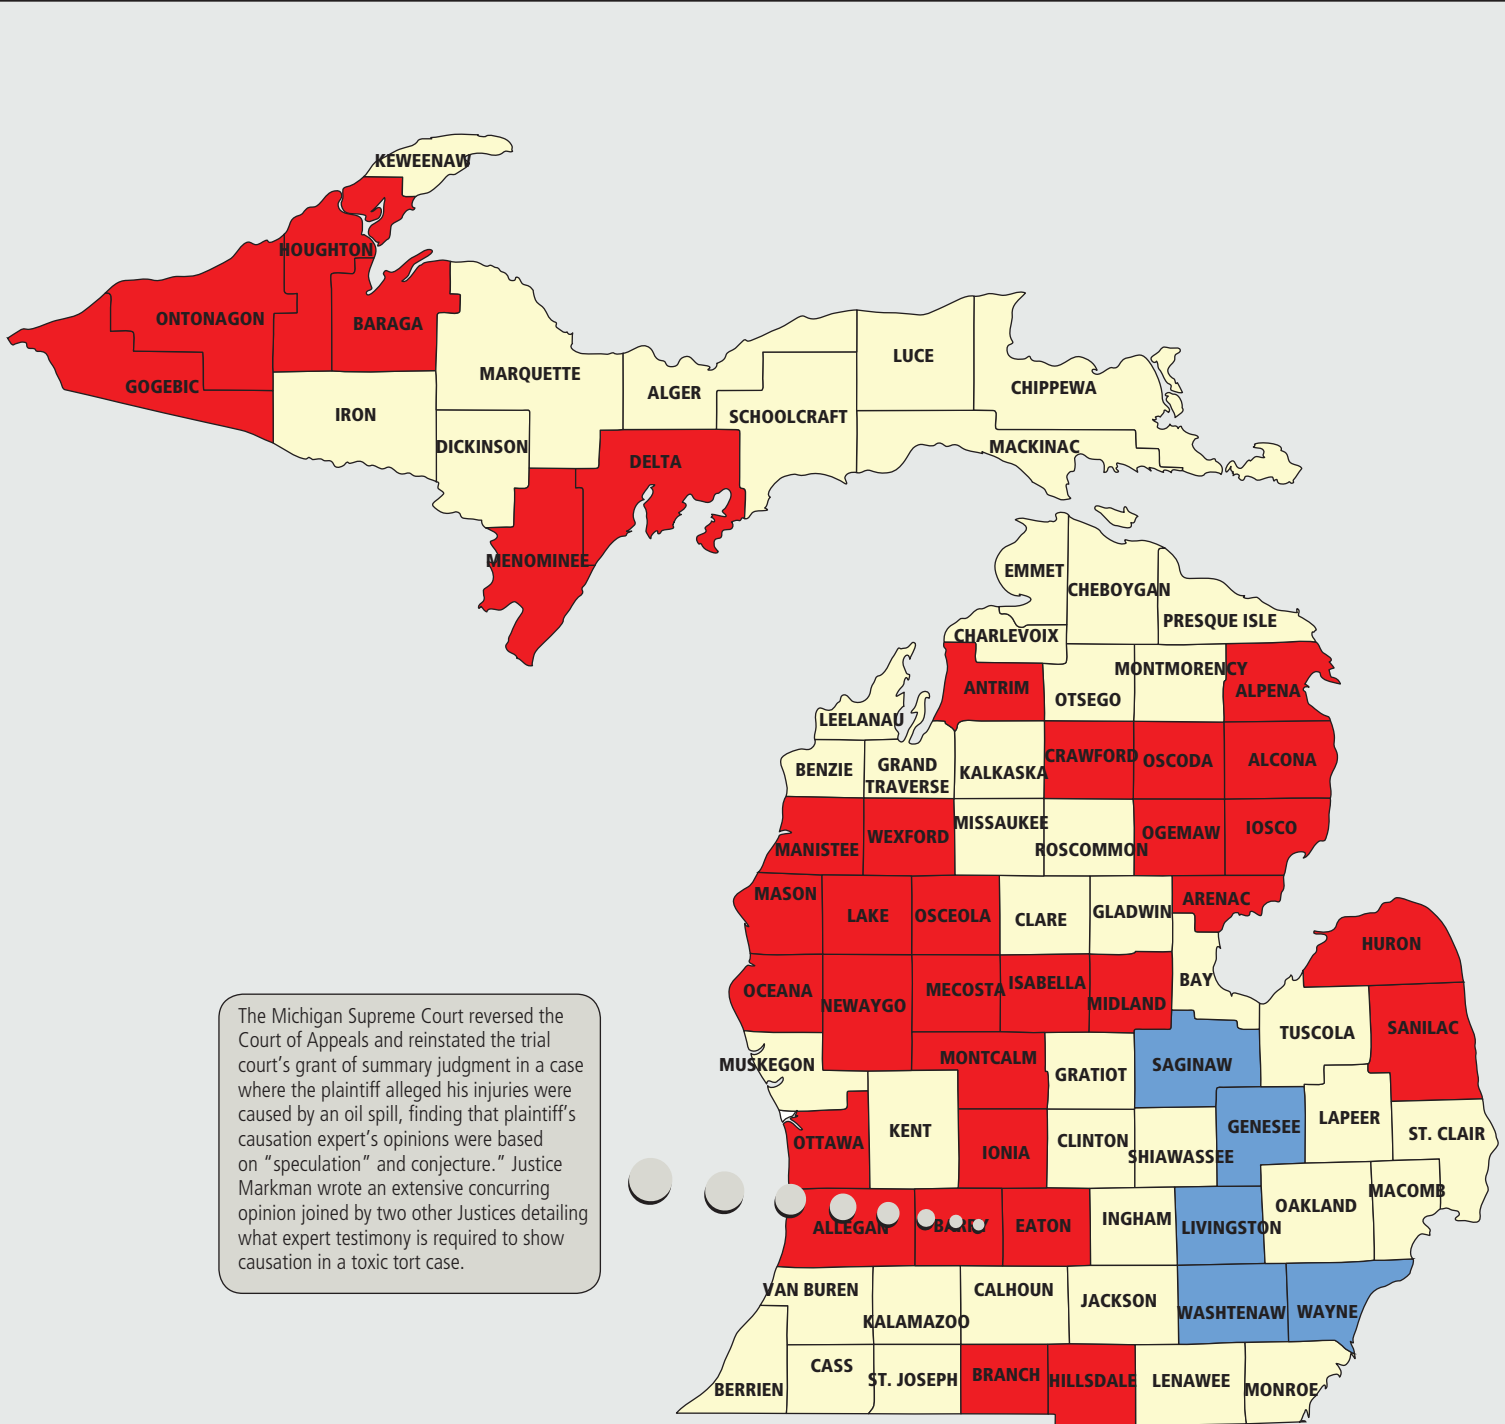 KEWEENAW
HOUGHTON
ONTONAGON
BARAGA
LUCE
MARQUETTE
GOGEBIC
ALGER
CHIPPEWA
IRON
SCHOOLCRAFT
DICKINSON
MACKINAC
DELTA
MENOMINEE
EMMET
CHEBOYGAN
PRESQUE ISLE
CHARLEVOIX
MONTMORENCY
ANTRIM
ALPENA
OTSEGO
LEELANAU
CRAWFORD
OSCODA
ALCONA
BENZIE
GRAND
TRAVERSE
KALKASKA
MISSAUKEE
IOSCO
OGEMAW
WEXFORD
MANISTEE
ROSCOMMON
MASON
ARENAC
LAKE
OSCEOLA
CLARE
GLADWIN
HURON
BAY
ISABELLA
OCEANA
MECOSTA
NEWAYGO
MIDLAND
SANILAC
TUSCOLA
MONTCALM
MUSKEGON
SAGINAW
GRATIOT
LAPEER
GENESEE
KENT
ST. CLAIR
OTTAWA
CLINTON
IONIA
SHIAWASSEE
MACOMB
OAKLAND
INGHAM
ALLEGAN
BARRY
EATON
LIVINGSTON
VAN BUREN
CALHOUN
JACKSON
WASHTENAW
WAYNE
KALAMAZOO
CASS
ST. JOSEPH
BRANCH
HILLSDALE
LENAWEE
BERRIEN
MONROE
The Michigan Supreme Court reversed the
Court of Appeals and reinstated the trial
court's grant of summary judgment in a case
where the plaintiff alleged his injuries were
caused by an oil spill, finding that plaintiff's
causation expert's opinions were based
on "speculation" and conjecture." Justice
Markman wrote an extensive concurring
opinion joined by two other Justices detailing
what expert testimony is required to show
causation in a toxic tort case.